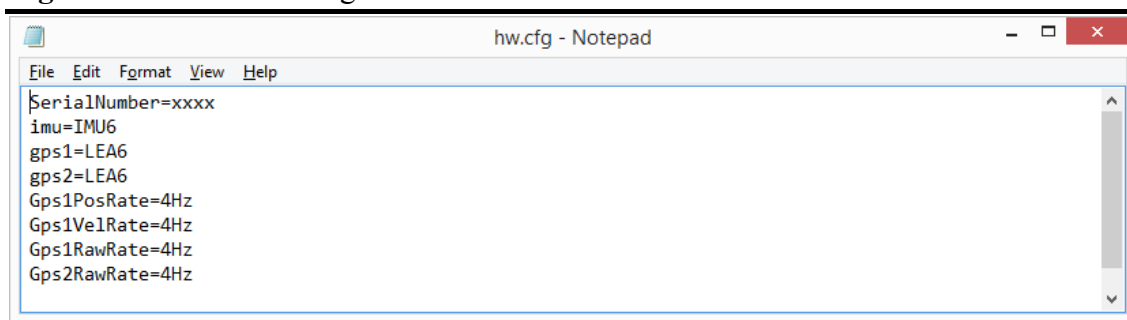 hw.cfg - Notepad
File Edit Format View Help
SerialNumber=xxxx
imu=IMU6
gps1=LEA6
gps2=LEA6
Gps1PosRate=4Hz
Gps1VelRate=4Hz
Gps1RawRate=4Hz
Gps2RawRate=4Hz